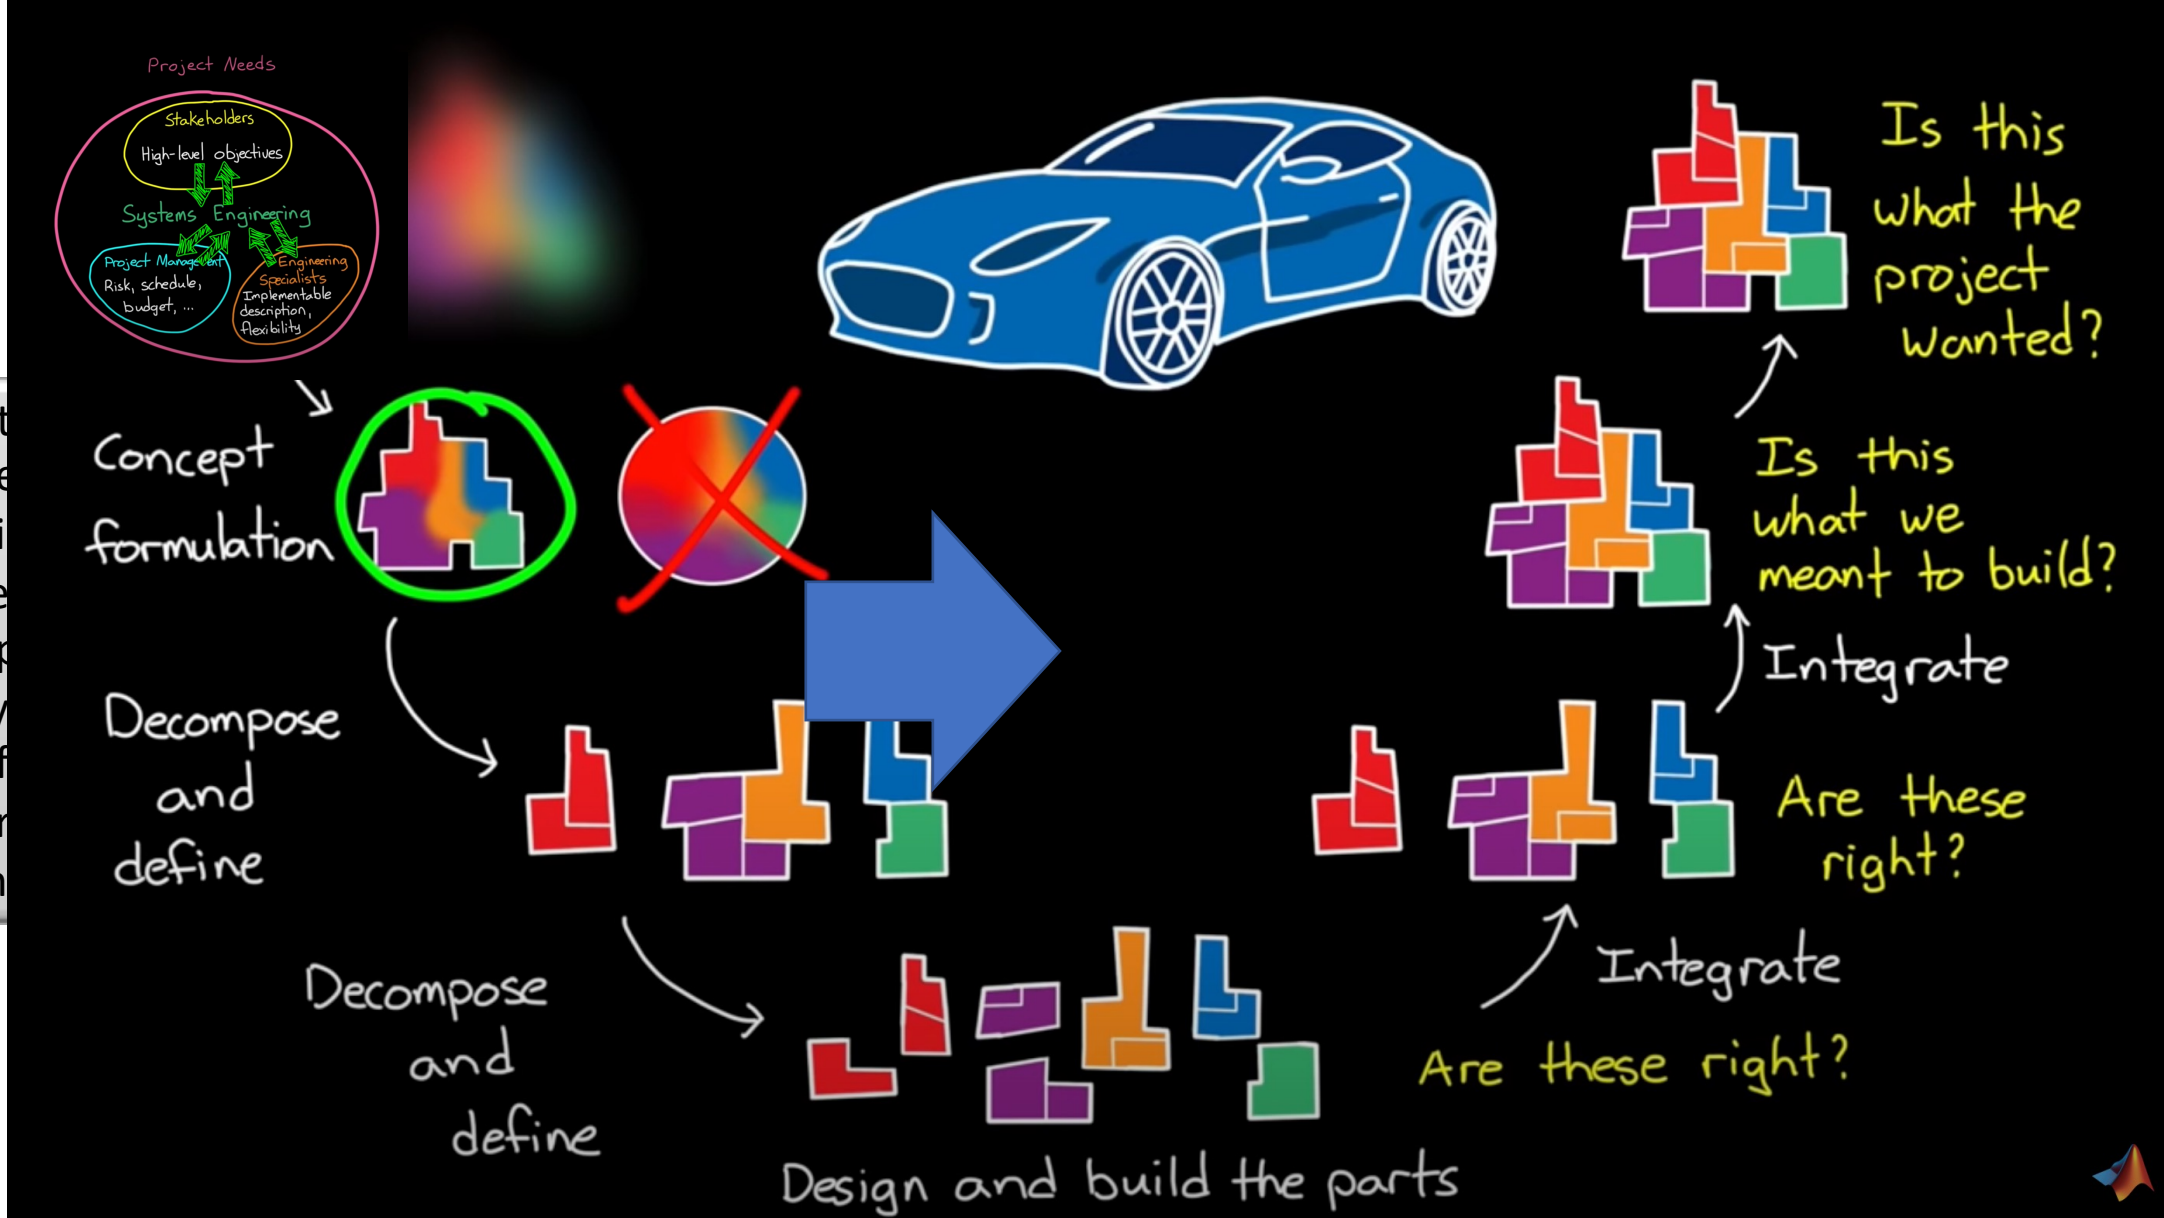 Project Needs
Stakeholders
High-level objectives
Systems Engineering
Project Management
Risk, schedule,
budget, ...
Engineering
Specialists
Implementable
description,
flexibility
Concept
formulation
Decompose
and
define
Decompose
and
define
Design and build the parts
Are these right?
Integrate
Are these
right?
Integrate
Is this
what we
meant to build?
Is this
what the
project
wanted?